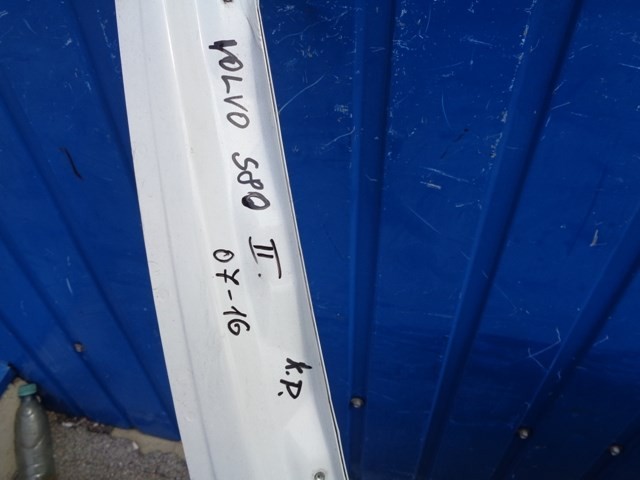 VOLVO S80 II.
07-16
X.D.